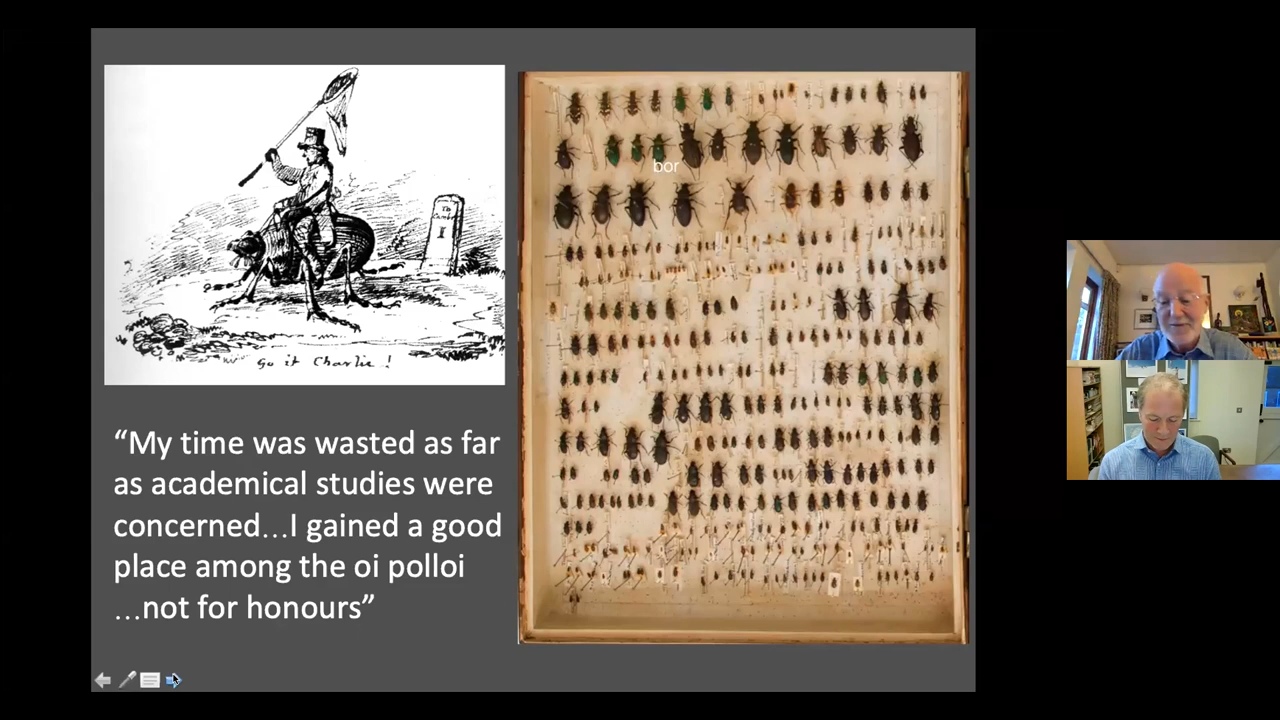 Go it Charlie!
bor
“My time was wasted as far
as academical studies were
concerned…I gained a good
place among the oi polloi
…not for honours”